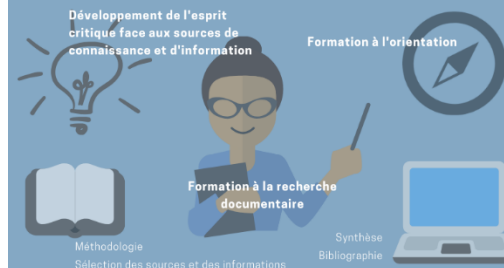 Développement de l'esprit
critique face aux sources de
connaissance et d'information
Formation à l'orientation
Formation à la recherche
documentaire
Méthodologie
Sélection des sources et des informations
Synthèse
Bibliographie